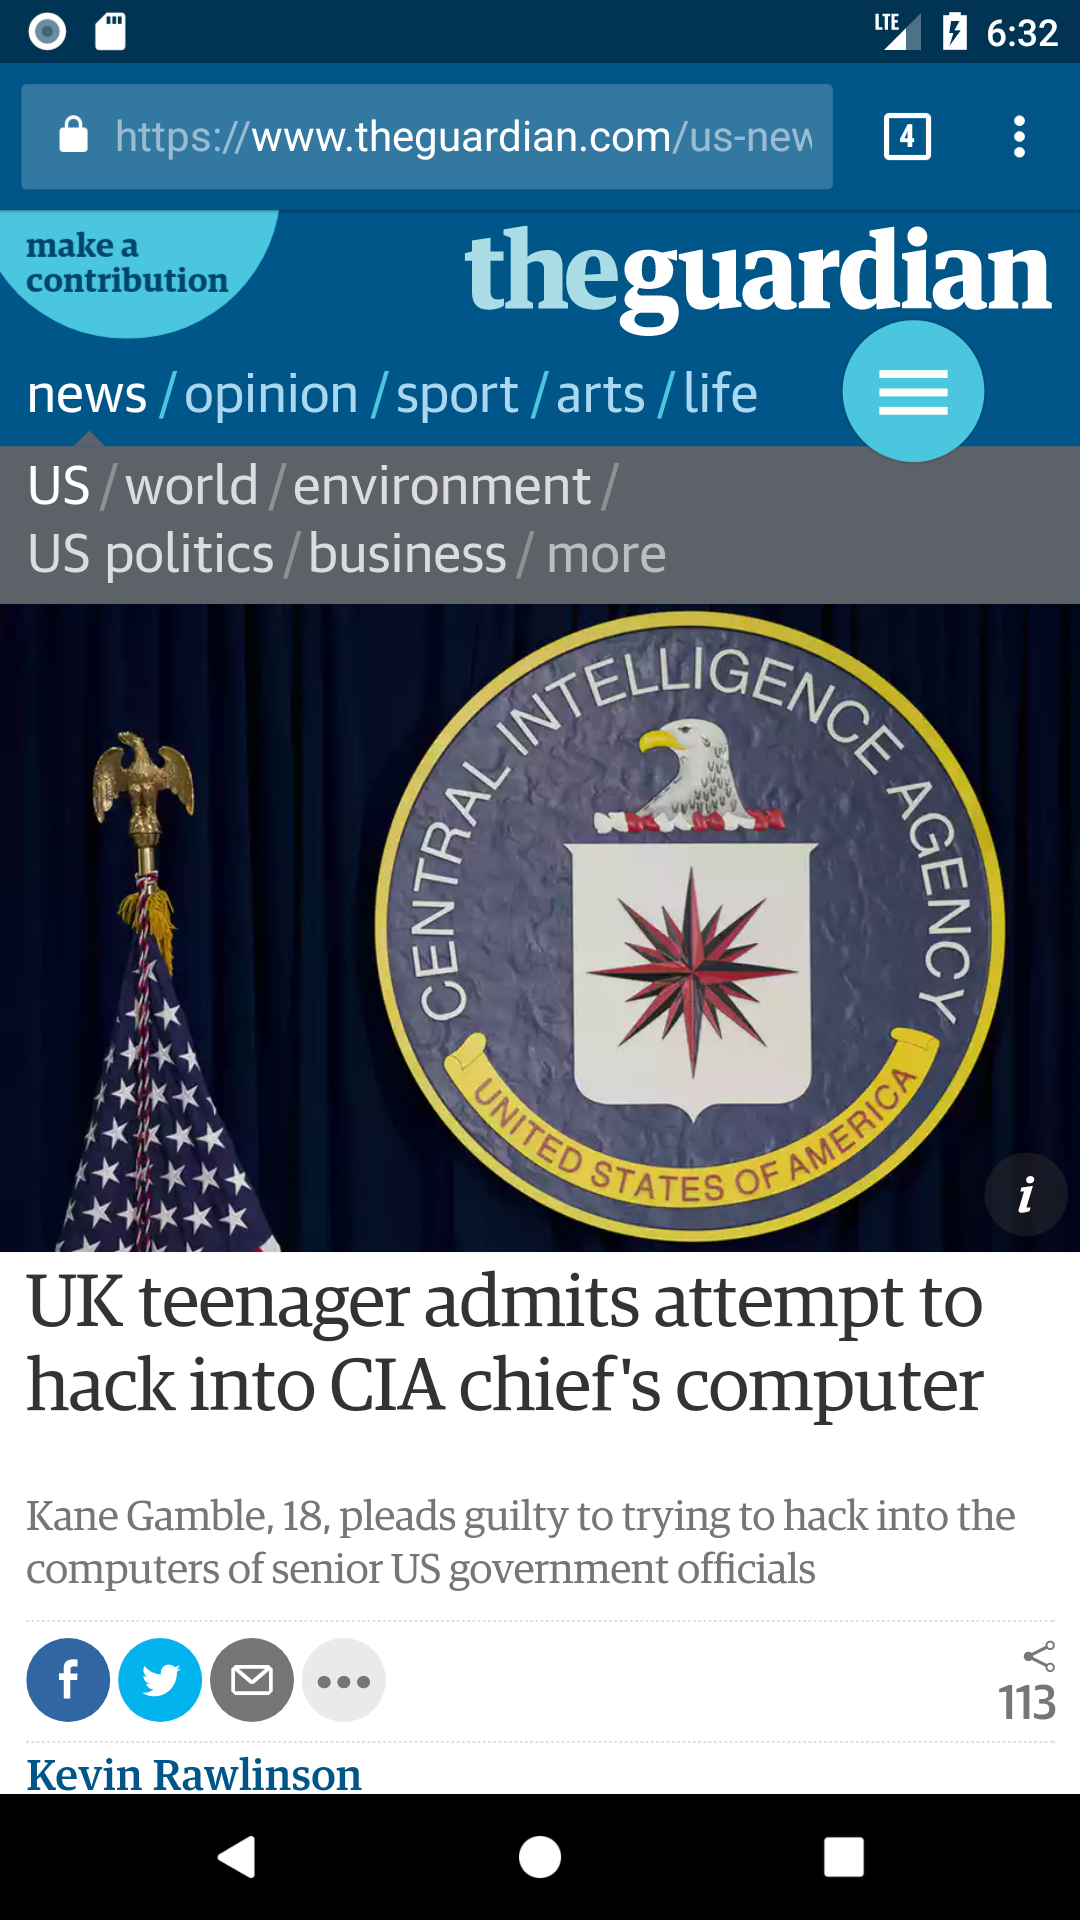 LTE 6:32
https://www.theguardian.com/us-new
4
make a
contribution
theguardian
news / opinion / sport / arts / life
US / world / environment /
US politics / business / more
CENTRAL INTELLIGENCE AGENCY
UNITED STATES OF AMERICA
i
UK teenager admits attempt to
hack into CIA chief's computer
Kane Gamble, 18, pleads guilty to trying to hack into the
computers of senior US government officials
113
Kevin Rawlinson